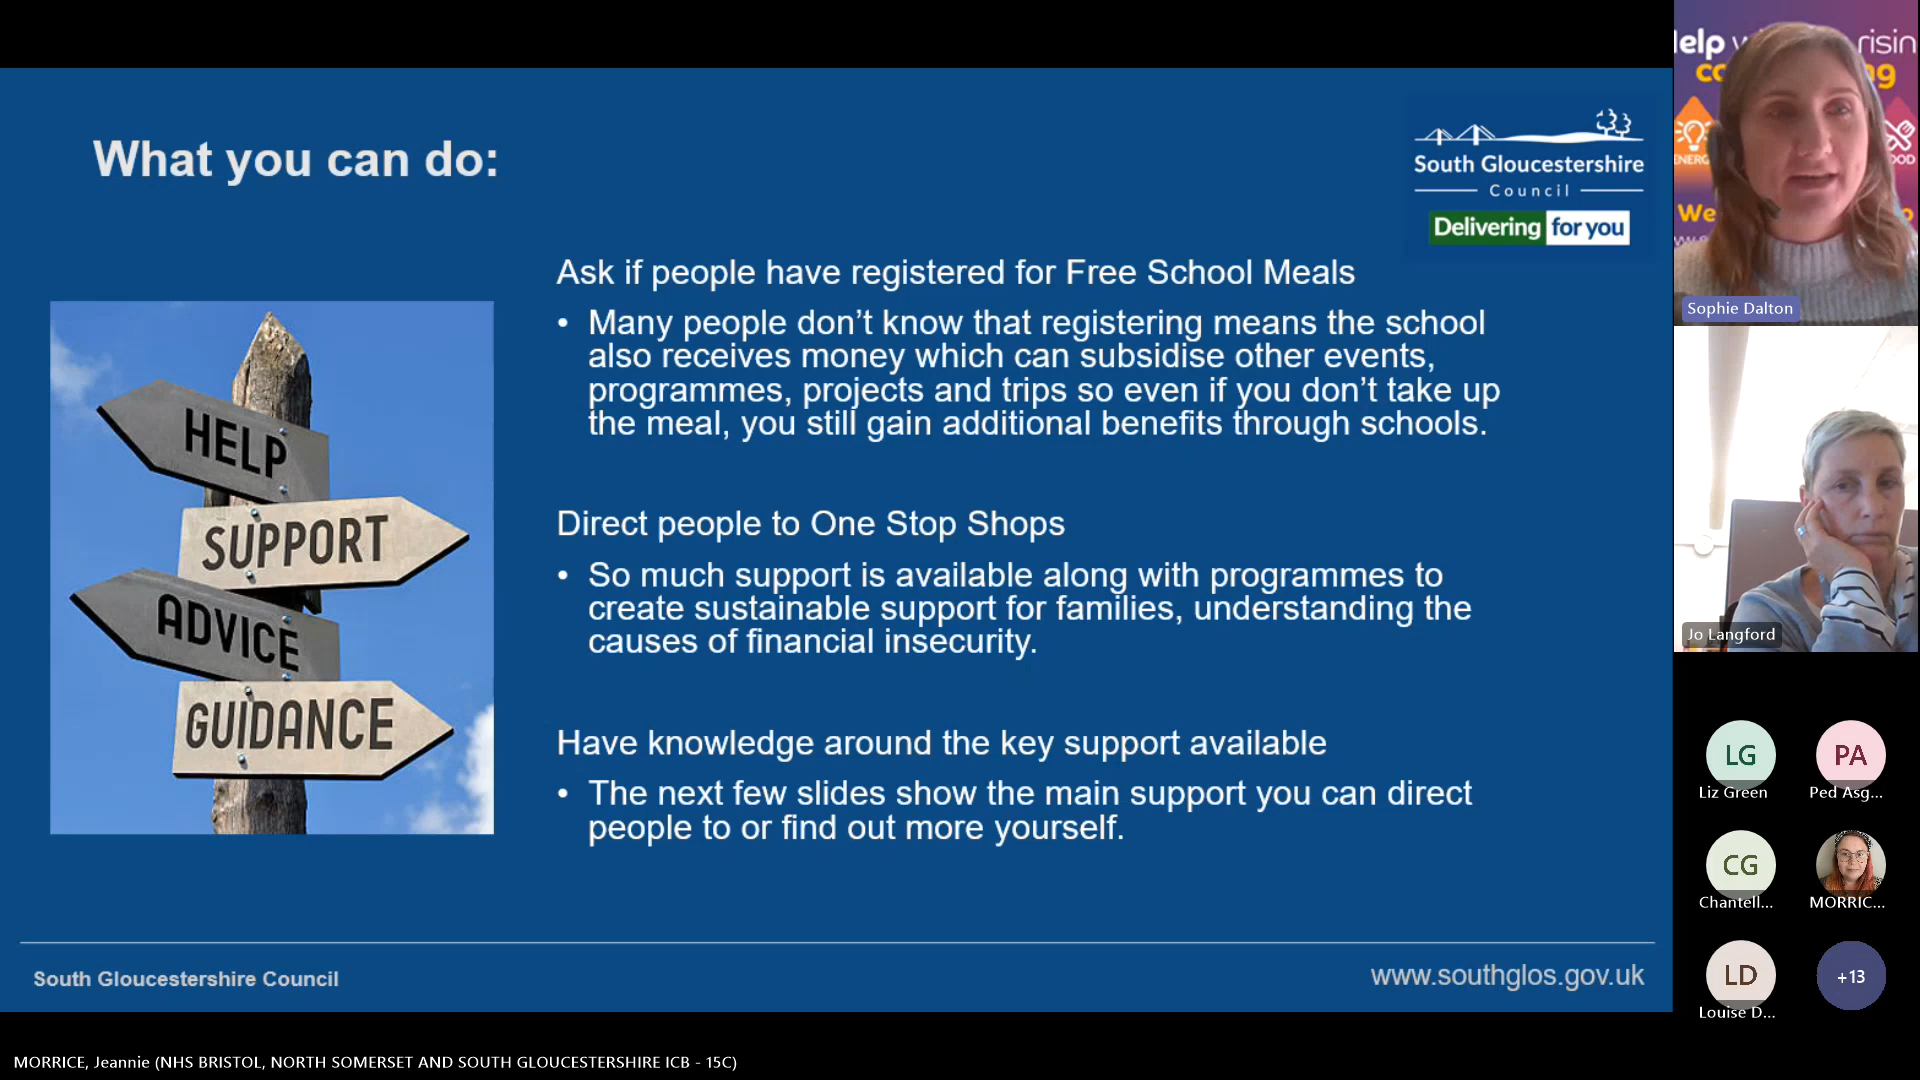 What you can do:
South Gloucestershire
Council
Delivering for you
HELP
SUPPORT
ADVICE
GUIDANCE
Ask if people have registered for Free School Meals
• Many people don’t know that registering means the school
also receives money which can subsidise other events,
programmes, projects and trips so even if you don’t take up
the meal, you still gain additional benefits through schools.
Direct people to One Stop Shops
• So much support is available along with programmes to
create sustainable support for families, understanding the
causes of financial insecurity.
Have knowledge around the key support available
• The next few slides show the main support you can direct
people to or find out more yourself.
South Gloucestershire Council
www.southglos.gov.uk
MORRICE, Jeannie (NHS BRISTOL, NORTH SOMERSET AND SOUTH GLOUCESTERSHIRE ICB - 15C)
Sophie Dalton
Jo Langford
LG
Liz Green
PA
Ped Asg...
CG
Chantell...
MORRIC...
LD
Louise D...
+13